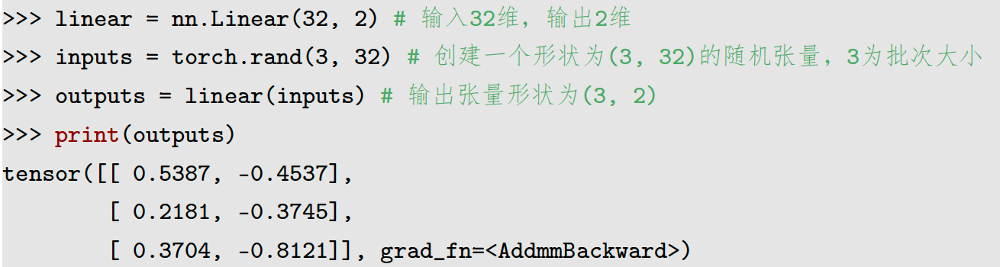 >>> linear = nn.Linear(32, 2) # 输入32维, 输出2维
>>> inputs = torch.rand(3, 32) # 创建一个形状为(3, 32)的随机张量, 3为批次大小
>>> outputs = linear(inputs) # 输出张量形状为(3, 2)
>>> print(outputs)
tensor([[ 0.5387, -0.4537],
        [ 0.2181, -0.3745],
        [ 0.3704, -0.8121]], grad_fn=<AddmmBackward>)